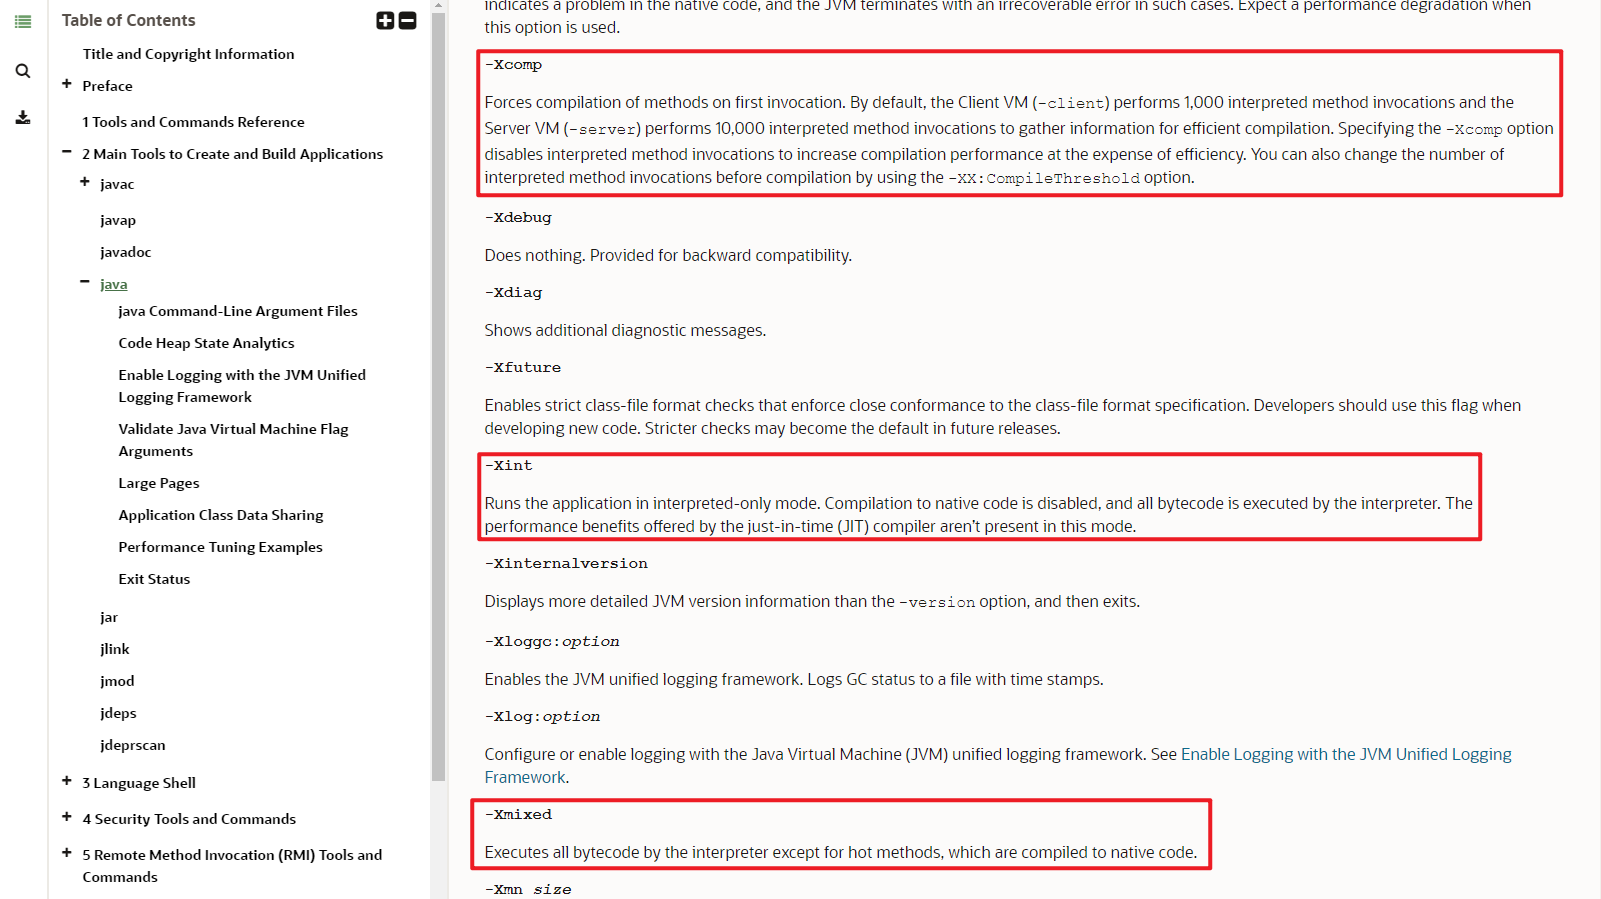 Table of Contents
Title and Copyright Information
+ Preface
1 Tools and Commands Reference
− 2 Main Tools to Create and Build Applications
+ javac
javap
javadoc
− java
java Command-Line Argument Files
Code Heap State Analytics
Enable Logging with the JVM Unified
Logging Framework
Validate Java Virtual Machine Flag
Arguments
Large Pages
Application Class Data Sharing
Performance Tuning Examples
Exit Status
jar
jlink
jmod
jdeps
jdeprscan
+ 3 Language Shell
+ 4 Security Tools and Commands
+ 5 Remote Method Invocation (RMI) Tools and
Commands
indicates a problem in the native code, and the JVM terminates with an irrecoverable error in such cases. Expect a performance degradation when
this option is used.
-Xcomp
Forces compilation of methods on first invocation. By default, the Client VM (-client) performs 1,000 interpreted method invocations and the
Server VM (-server) performs 10,000 interpreted method invocations to gather information for efficient compilation. Specifying the -Xcomp option
disables interpreted method invocations to increase compilation performance at the expense of efficiency. You can also change the number of
interpreted method invocations before compilation by using the -XX:CompileThreshold option.
-Xdebug
Does nothing. Provided for backward compatibility.
-Xdiag
Shows additional diagnostic messages.
-Xfuture
Enables strict class-file format checks that enforce close conformance to the class-file format specification. Developers should use this flag when
developing new code. Stricter checks may become the default in future releases.
-Xint
Runs the application in interpreted-only mode. Compilation to native code is disabled, and all bytecode is executed by the interpreter. The
performance benefits offered by the just-in-time (JIT) compiler aren't present in this mode.
-Xinternalversion
Displays more detailed JVM version information than the -version option, and then exits.
-Xloggc:option
Enables the JVM unified logging framework. Logs GC status to a file with time stamps.
-Xlog:option
Configure or enable logging with the Java Virtual Machine (JVM) unified logging framework. See Enable Logging with the JVM Unified Logging
Framework.
-Xmixed
Executes all bytecode by the interpreter except for hot methods, which are compiled to native code.
-Xmn size